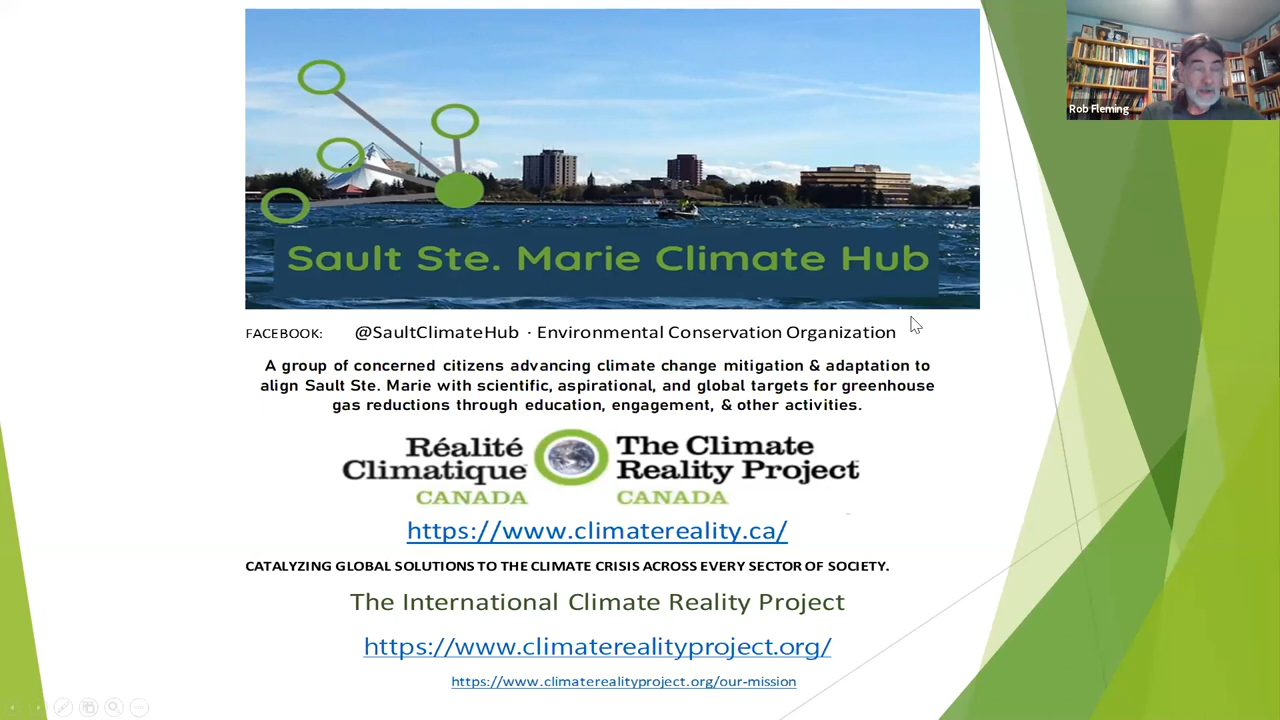 Rob Fleming
Sault Ste. Marie Climate Hub
FACEBOOK: @SaultClimateHub · Environmental Conservation Organization
A group of concerned citizens advancing climate change mitigation & adaptation to
align Sault Ste. Marie with scientific, aspirational, and global targets for greenhouse
gas reductions through education, engagement, & other activities.
Réalité
Climatique
CANADA
The Climate
Reality Project
CANADA
https://www.climatereality.ca/
CATALYZING GLOBAL SOLUTIONS TO THE CLIMATE CRISIS ACROSS EVERY SECTOR OF SOCIETY.
The International Climate Reality Project
https://www.climaterealityproject.org/
https://www.climaterealityproject.org/our-mission